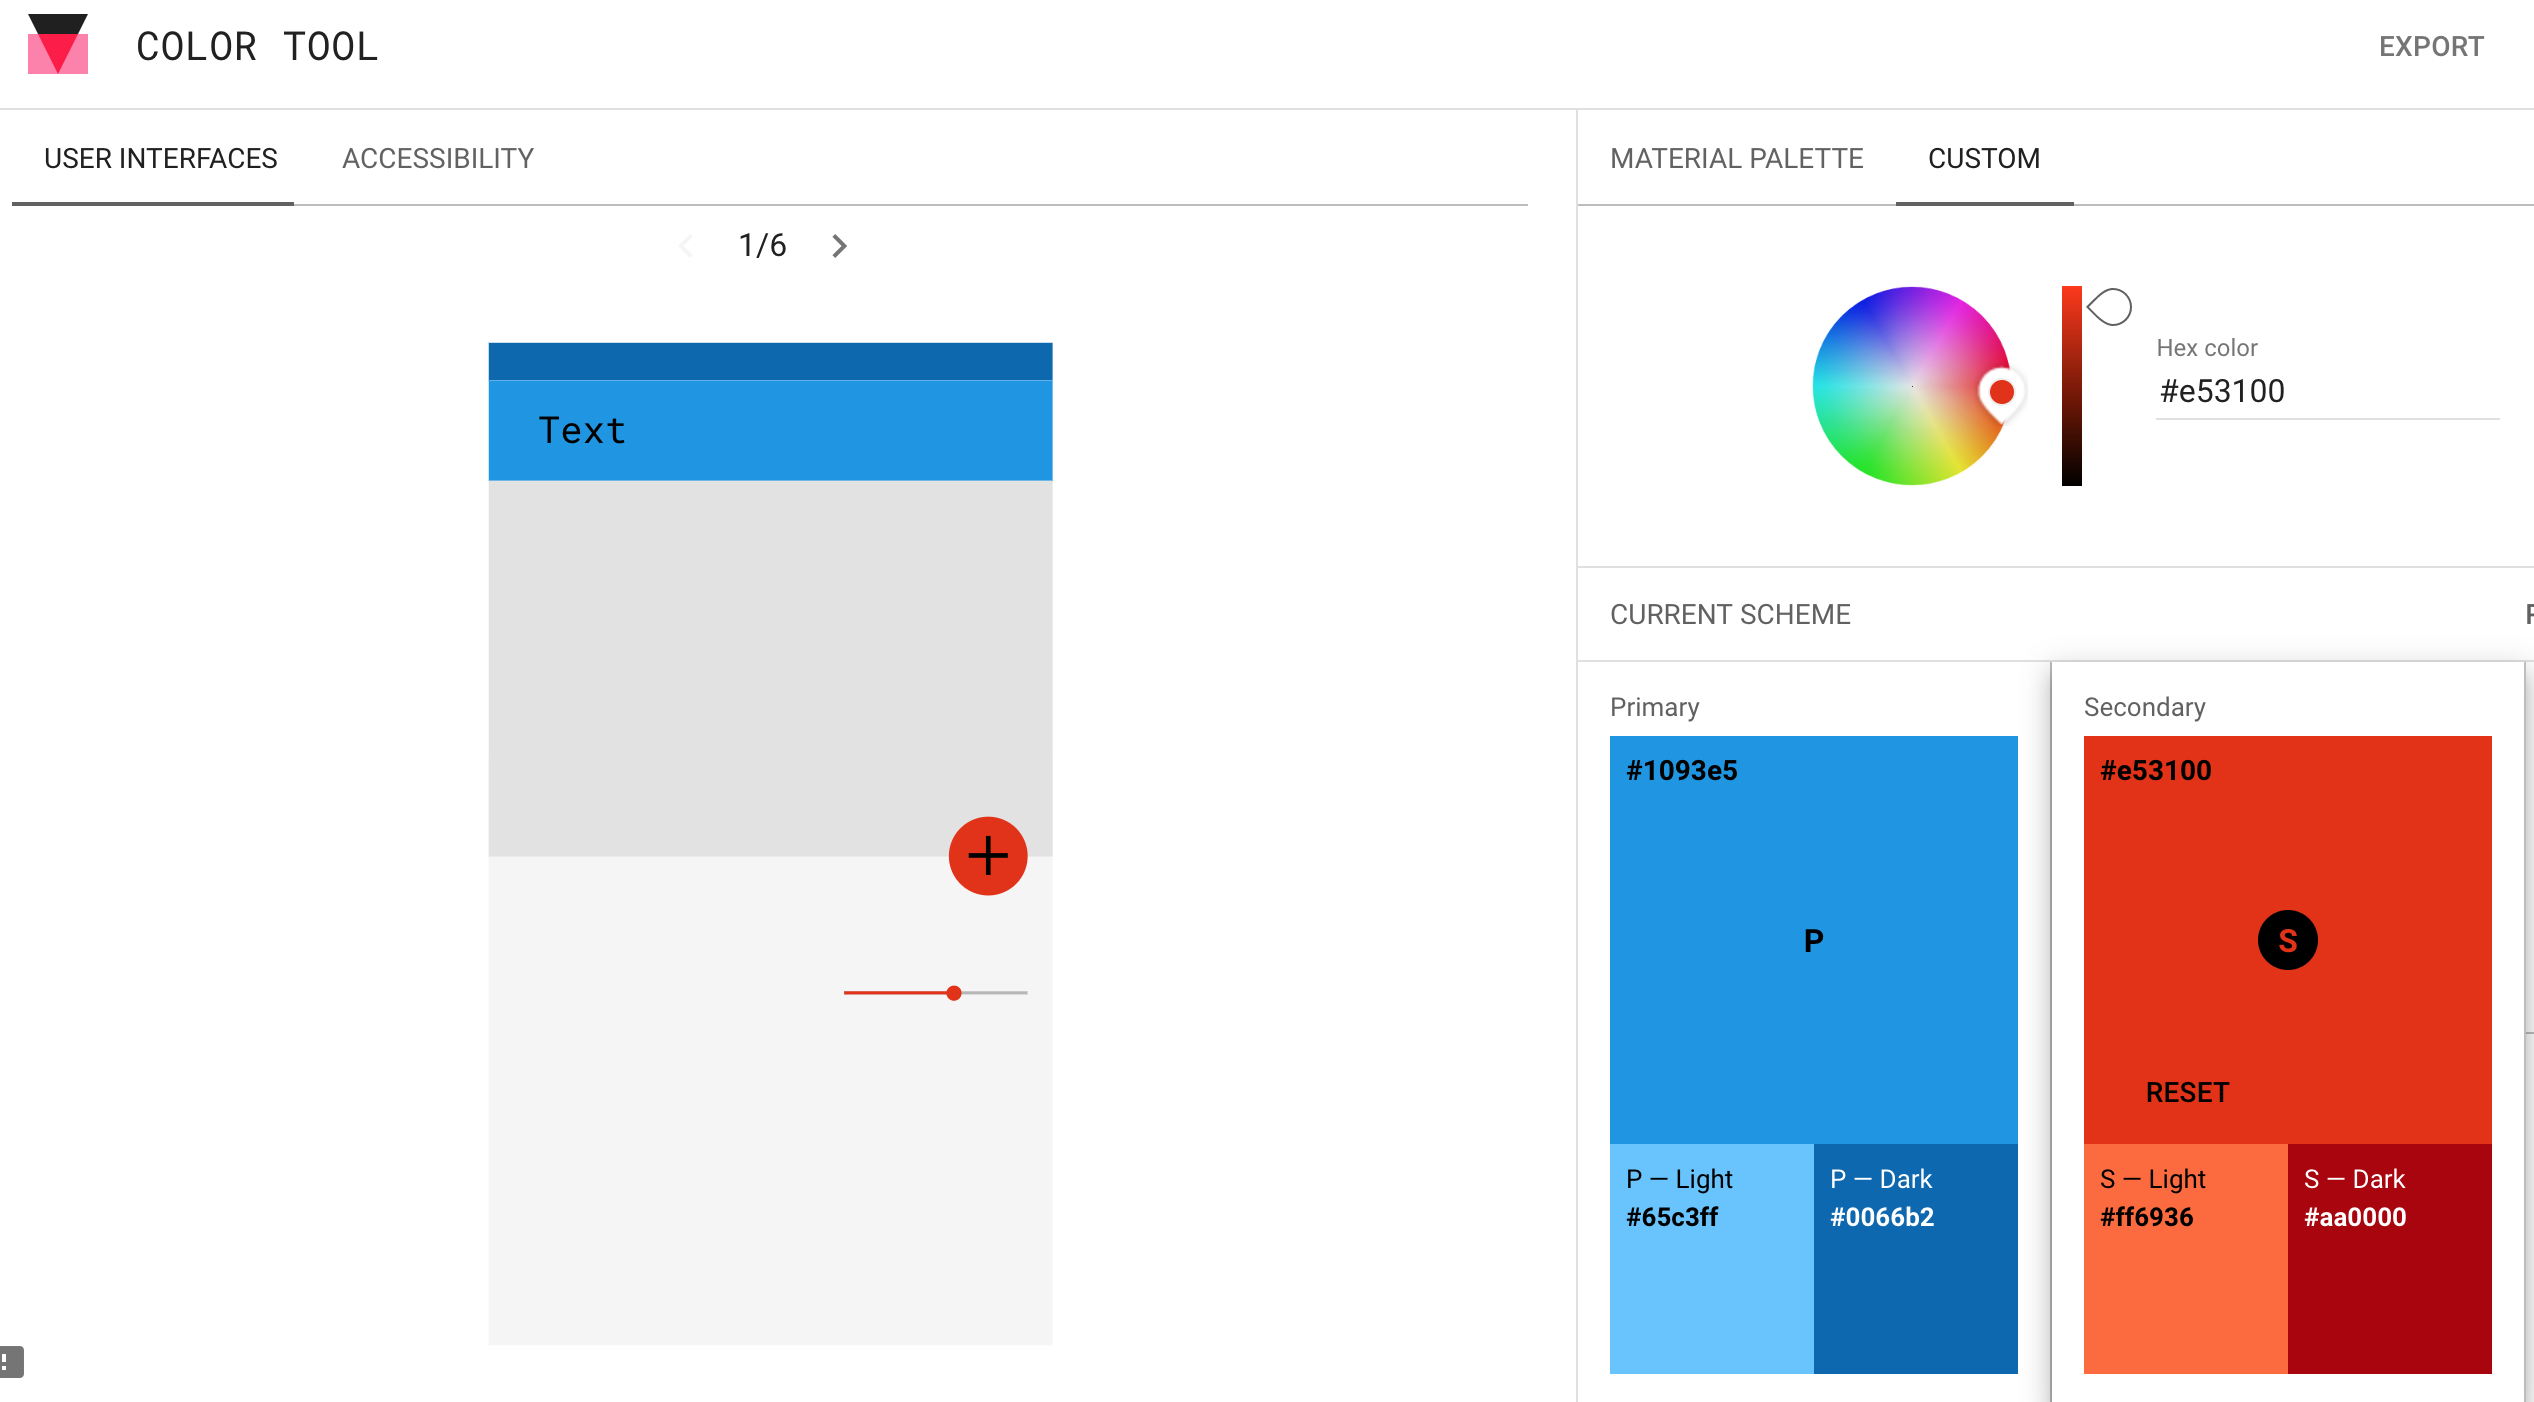 COLOR TOOL
EXPORT
USER INTERFACES
ACCESSIBILITY
1/6
Text
MATERIAL PALETTE
CUSTOM
Hex color
#e53100
CURRENT SCHEME
Primary
#1093e5
P
P — Light
#65c3ff
P — Dark
#0066b2
Secondary
#e53100
S
RESET
S — Light
#ff6936
S — Dark
#aa0000